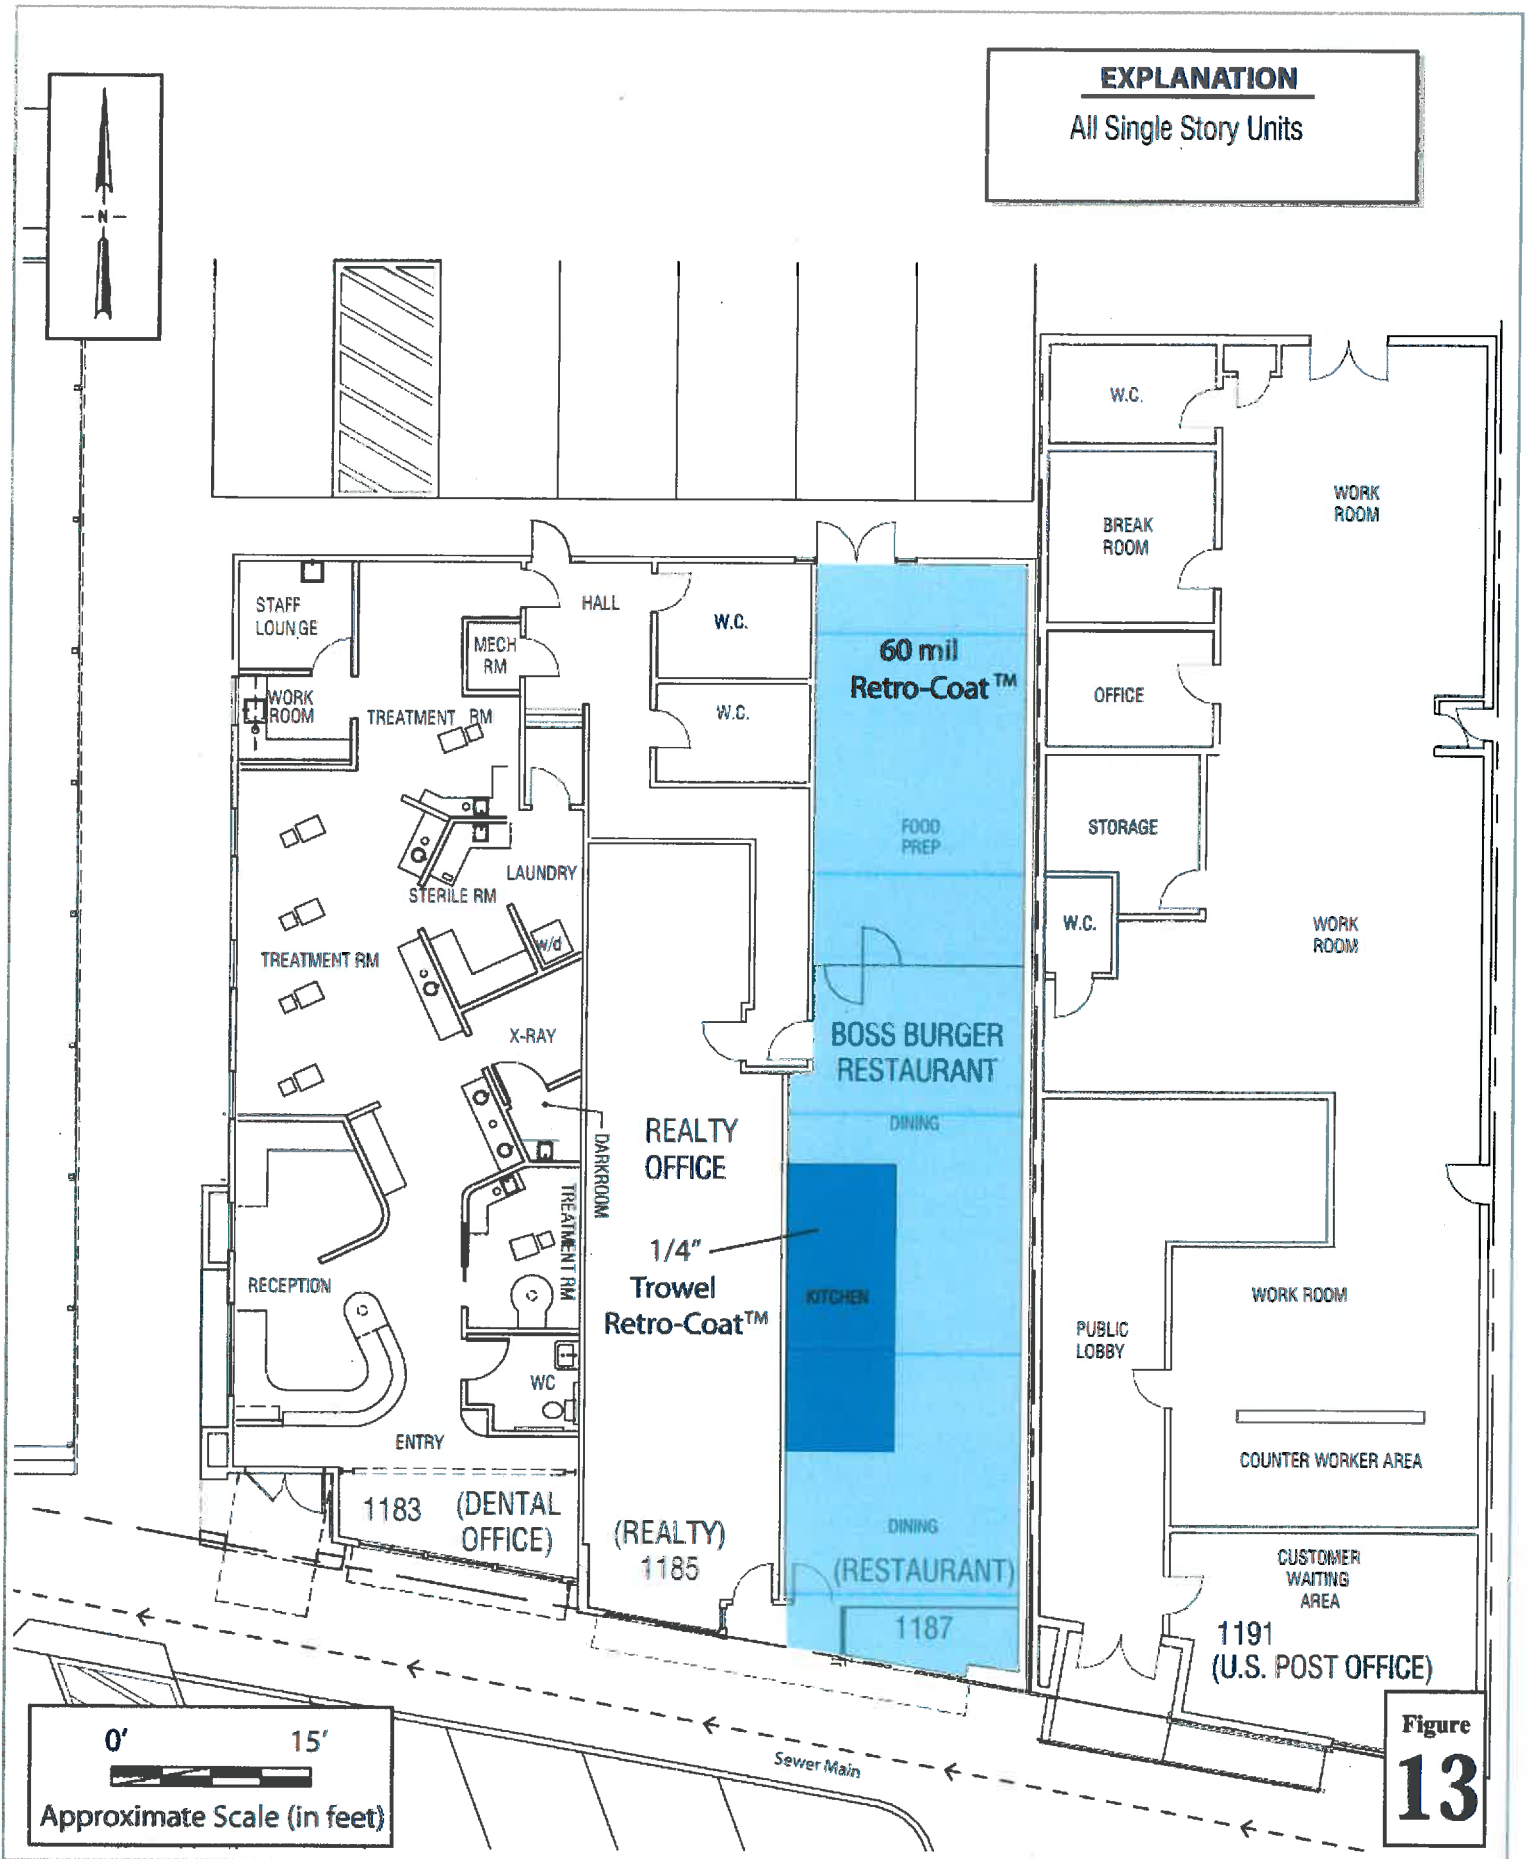 EXPLANATION
All Single Story Units
N
W.C.
WORK
ROOM
BREAK
ROOM
STAFF
LOUNGE
HALL
MECH
RM
W.C.
60 mil
Retro-Coat™
OFFICE
WORK
ROOM
TREATMENT RM
W.C.
FOOD
PREP
STORAGE
LAUNDRY
STERILE RM
W.C.
WORK
ROOM
w/d
TREATMENT RM
X-RAY
BOSS BURGER
RESTAURANT
DINING
REALTY
OFFICE
DARKROOM
TREATMENT RM
1/4"
Trowel
Retro-Coat™
KITCHEN
RECEPTION
WORK ROOM
PUBLIC
LOBBY
WC
ENTRY
COUNTER WORKER AREA
1183 (DENTAL
OFFICE)
(REALTY)
1185
DINING
(RESTAURANT)
1187
CUSTOMER
WAITING
AREA
1191
(U.S. POST OFFICE)
Sewer Main
0' 15'
Approximate Scale (in feet)
Figure
13